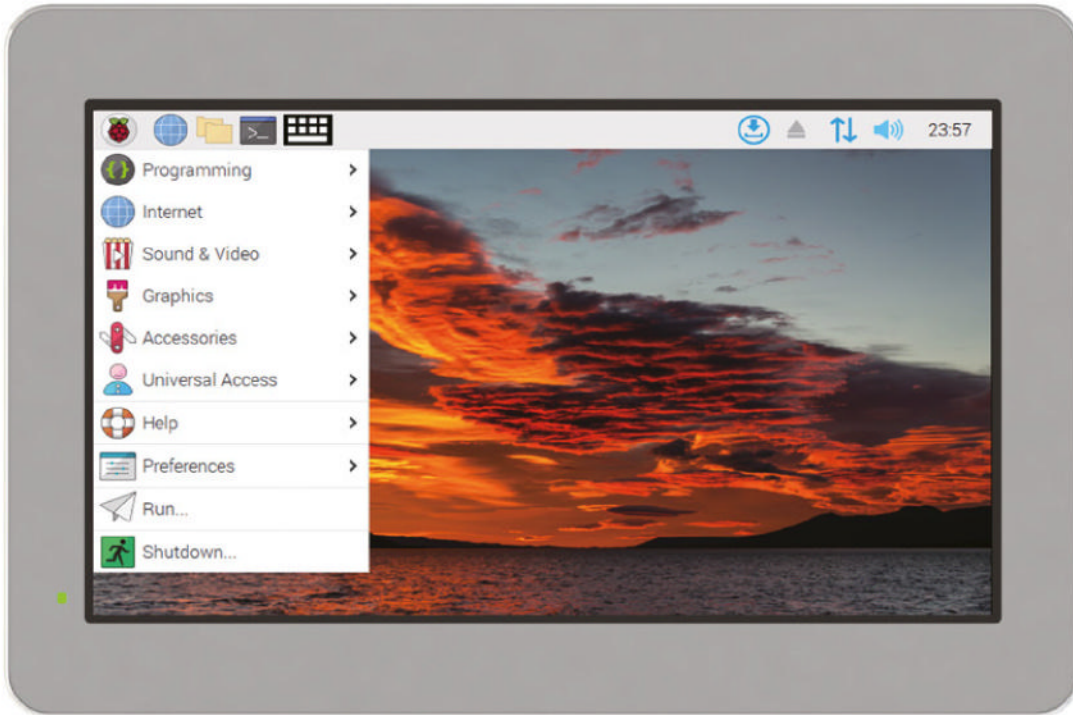 >_
23:57
Programming
Internet
Sound & Video
Graphics
Accessories
Universal Access
Help
Preferences
Run...
Shutdown...